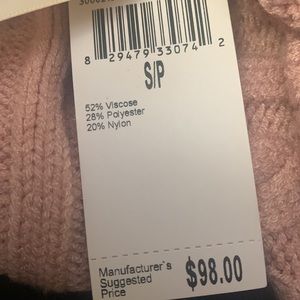 8 29479 33074 2
S/P
52% Viscose
28% Polyester
20% Nylon
Manufacturer`s
Suggested
Price
$98.00